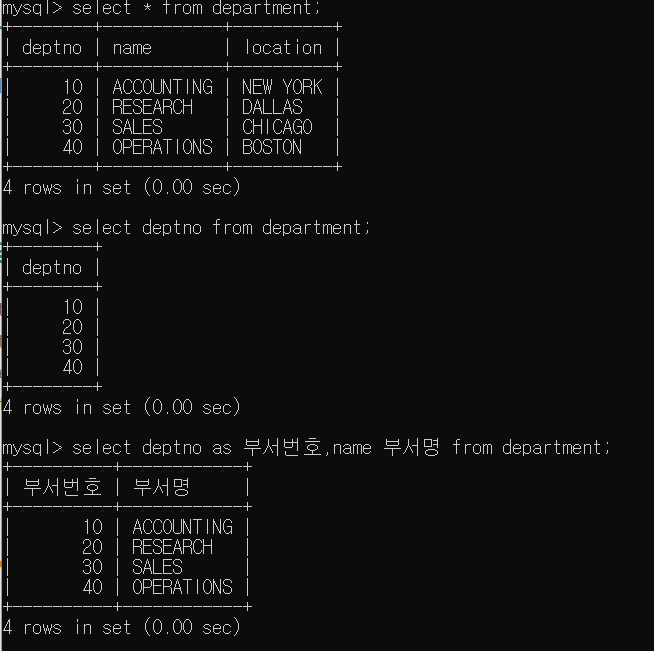 mysql> select * from department;
+--------+------------+----------+
| deptno | name       | location |
+--------+------------+----------+
|     10 | ACCOUNTING | NEW YORK |
|     20 | RESEARCH   | DALLAS   |
|     30 | SALES      | CHICAGO  |
|     40 | OPERATIONS | BOSTON   |
+--------+------------+----------+
4 rows in set (0.00 sec)
mysql> select deptno from department;
+--------+
| deptno |
+--------+
|     10 |
|     20 |
|     30 |
|     40 |
+--------+
4 rows in set (0.00 sec)
mysql> select deptno as 부서번호,name 부서명 from department;
+----------+------------+
| 부서번호 | 부서명     |
+----------+------------+
|       10 | ACCOUNTING |
|       20 | RESEARCH   |
|       30 | SALES      |
|       40 | OPERATIONS |
+----------+------------+
4 rows in set (0.00 sec)